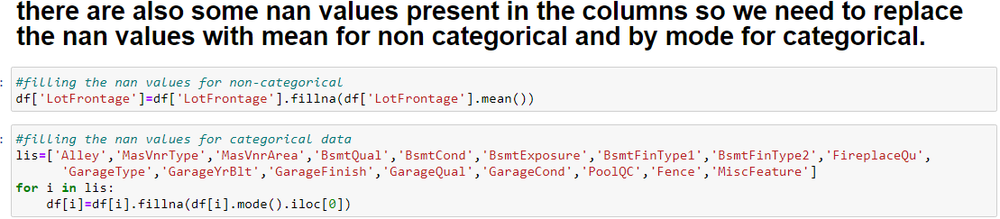 there are also some nan values present in the columns so we need to replace
the nan values with mean for non categorical and by mode for categorical.
: #filling the nan values for non-categorical
df['LotFrontage']=df['LotFrontage'].fillna(df['LotFrontage'].mean())
: #filling the nan values for categorical data
lis=['Alley','MasVnrType','MasVnrArea','BsmtQual','BsmtCond','BsmtExposure','BsmtFinType1','BsmtFinType2','FireplaceQu',
'GarageType','GarageYrBlt','GarageFinish','GarageQual','GarageCond','PoolQC','Fence','MiscFeature']
for i in lis:
df[i]=df[i].fillna(df[i].mode().iloc[0])